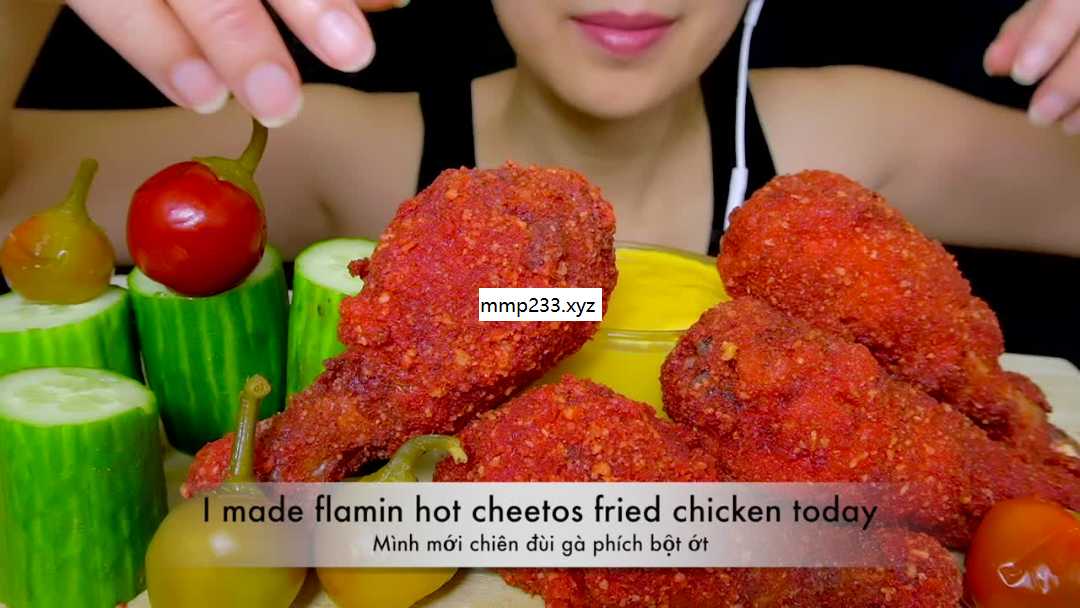 mmp233.xyz
I made flamin hot cheetos fried chicken today
Mình mới chiên đùi gà phích bột ớt